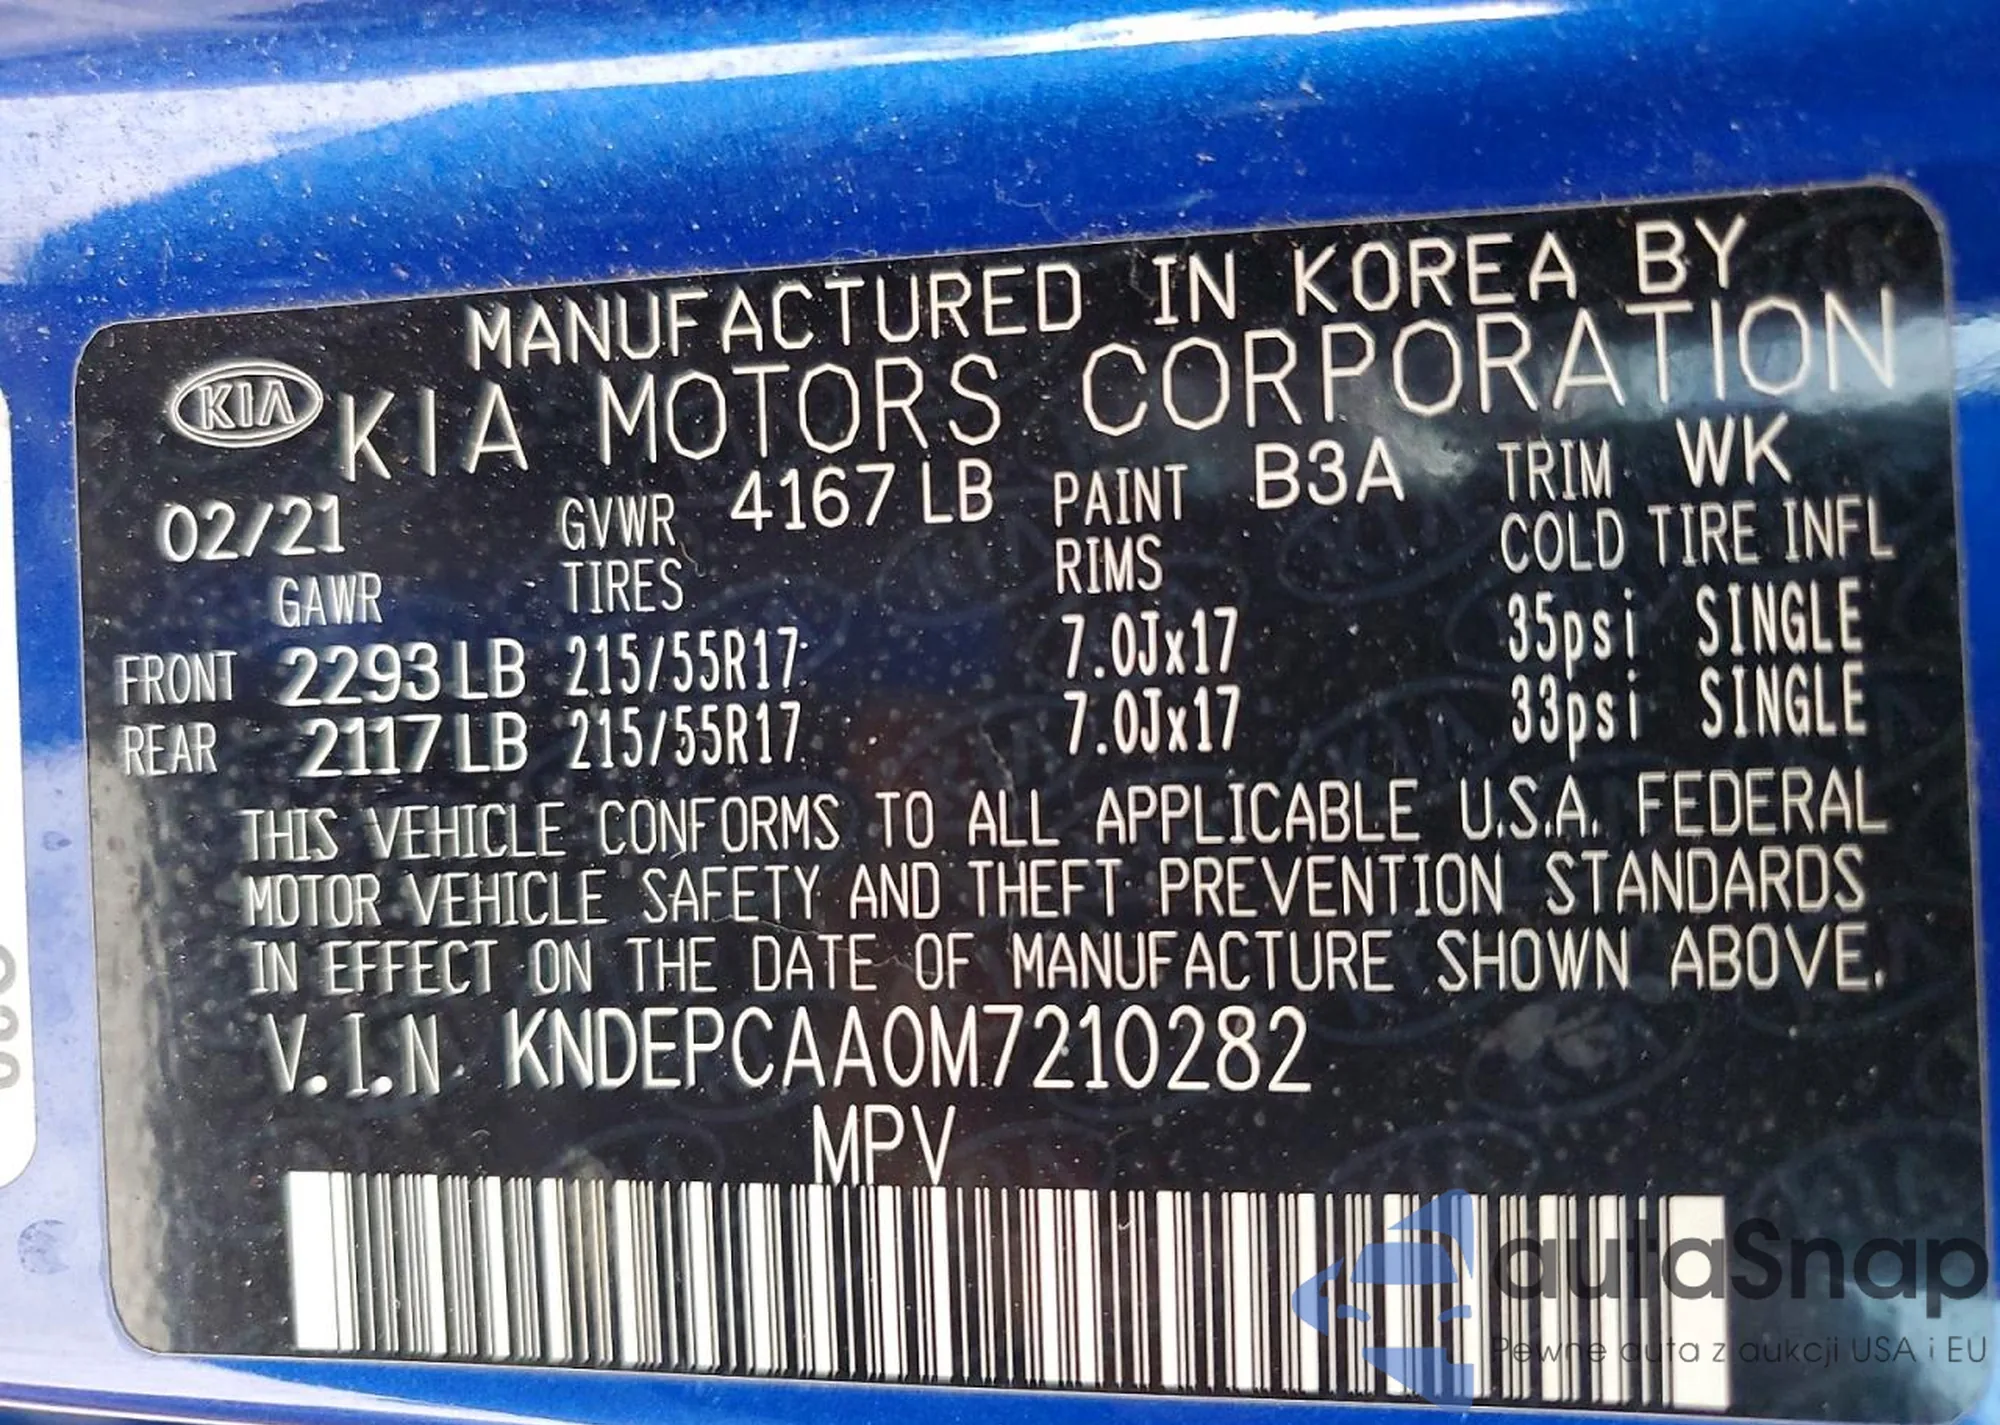 MANUFACTURED IN KOREA BY
KIA KIA MOTORS CORPORATION
02/21 GVWR 4167 LB PAINT B3A TRIM WK
GAWR TIRES RIMS COLD TIRE INFL
FRONT 2293 LB 215/55R17 7.0Jx17 35psi SINGLE
REAR 2117 LB 215/55R17 7.0Jx17 33psi SINGLE
THIS VEHICLE CONFORMS TO ALL APPLICABLE U.S.A. FEDERAL
MOTOR VEHICLE SAFETY AND THEFT PREVENTION STANDARDS
IN EFFECT ON THE DATE OF MANUFACTURE SHOWN ABOVE.
V.I.N KNDEPCAA0M7210282
MPV
autaSnap
Pewne auta z aukcji USA i EU